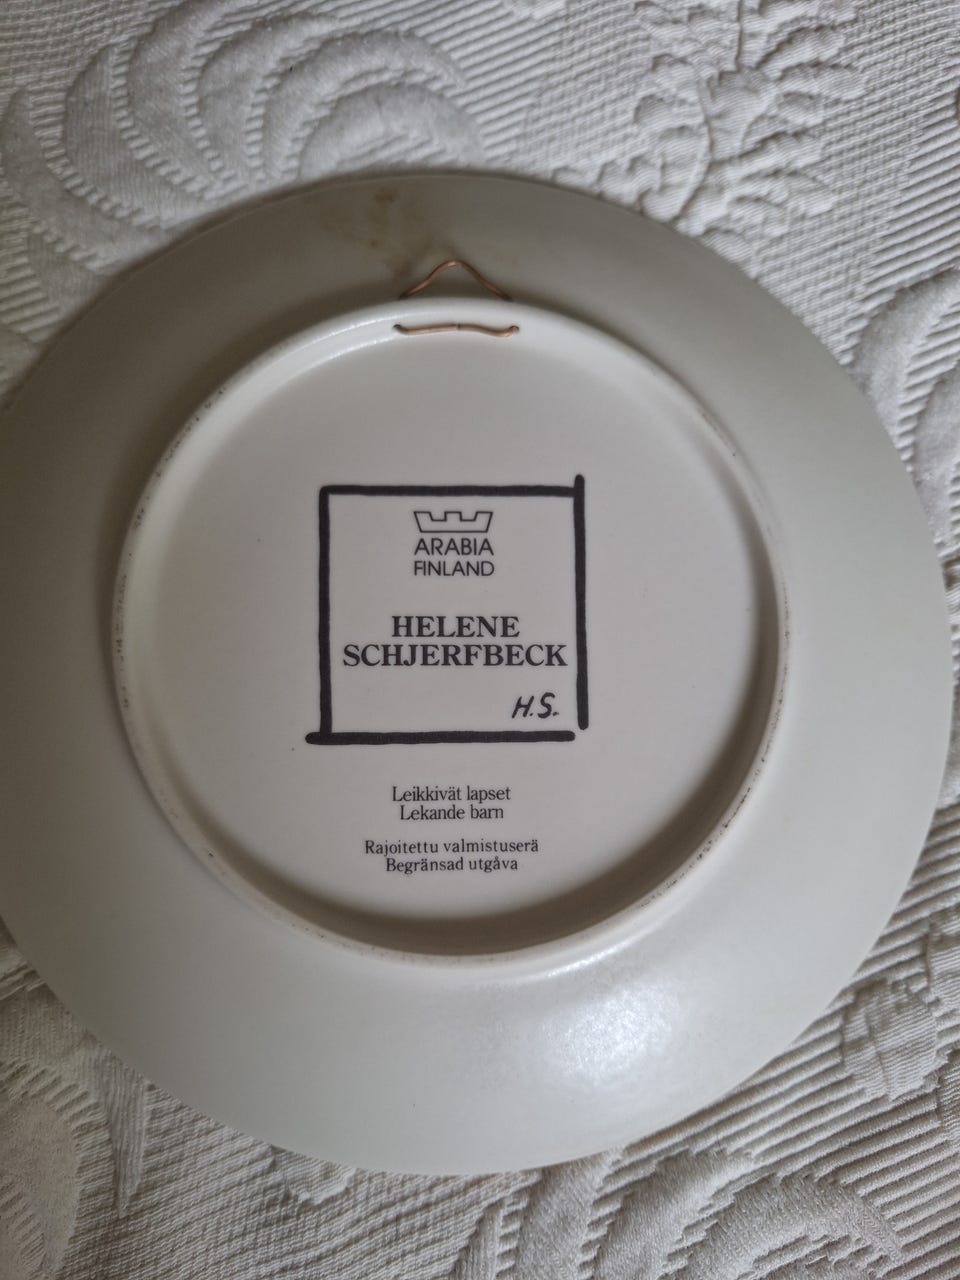 ARABIA
FINLAND
HELENE
SCHJERFBECK
H.S.
Leikkivät lapset
Lekande barn
Rajoitettu valmistuserä
Begränsad utgåva